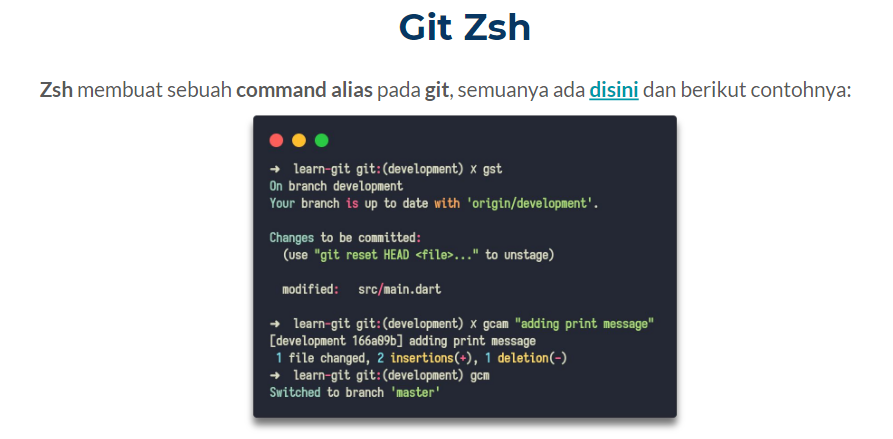 Git Zsh
Zsh membuat sebuah command alias pada git, semuanya ada disini dan berikut contohnya:
➜  learn-git git:(development) x gst
On branch development
Your branch is up to date with 'origin/development'.
Changes to be committed:
  (use "git reset HEAD <file>..." to unstage)
  modified:   src/main.dart
➜  learn-git git:(development) x gcam "adding print message"
[development 166a09b] adding print message
 1 file changed, 2 insertions(+), 1 deletion(-)
➜  learn-git git:(development) gcm
Switched to branch 'master'